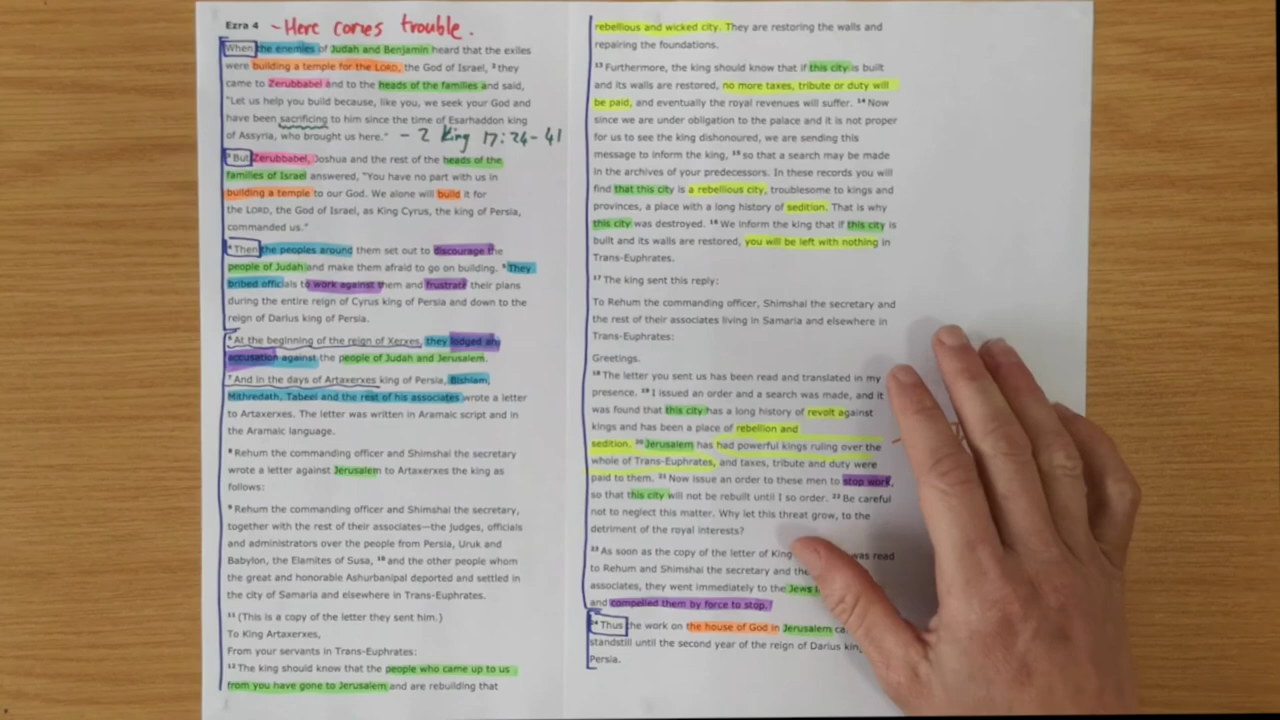 Ezra 4 - Here comes trouble.
When the enemies of Judah and Benjamin heard that the exiles
were building a temple for the LORD, the God of Israel, ² they
came to Zerubbabel and to the heads of the families and said,
"Let us help you build because, like you, we seek your God and
have been sacrificing to him since the time of Esarhaddon king
of Assyria, who brought us here." - 2 King 17:24-41
³ But Zerubbabel, Joshua and the rest of the heads of the
families of Israel answered, "You have no part with us in
building a temple to our God. We alone will build it for
the LORD, the God of Israel, as King Cyrus, the king of Persia,
commanded us."
⁴ Then the peoples around them set out to discourage the
people of Judah and make them afraid to go on building. ⁵ They
bribed officials to work against them and frustrate their plans
during the entire reign of Cyrus king of Persia and down to the
reign of Darius king of Persia.
⁶ At the beginning of the reign of Xerxes, they lodged an
accusation against the people of Judah and Jerusalem.
⁷ And in the days of Artaxerxes king of Persia, Bishlam,
Mithredath, Tabeel and the rest of his associates wrote a letter
to Artaxerxes. The letter was written in Aramaic script and in
the Aramaic language.
⁸ Rehum the commanding officer and Shimshai the secretary
wrote a letter against Jerusalem to Artaxerxes the king as
follows:
⁹ Rehum the commanding officer and Shimshai the secretary,
together with the rest of their associates—the judges, officials
and administrators over the people from Persia, Uruk and
Babylon, the Elamites of Susa, ¹⁰ and the other people whom
the great and honorable Ashurbanipal deported and settled in
the city of Samaria and elsewhere in Trans-Euphrates.
¹¹ (This is a copy of the letter they sent him.)
To King Artaxerxes,
From your servants in Trans-Euphrates:
¹² The king should know that the people who came up to us
from you have gone to Jerusalem and are rebuilding that
rebellious and wicked city. They are restoring the walls and
repairing the foundations.
¹³ Furthermore, the king should know that if this city is built
and its walls are restored, no more taxes, tribute or duty will
be paid, and eventually the royal revenues will suffer. ¹⁴ Now
since we are under obligation to the palace and it is not proper
for us to see the king dishonoured, we are sending this
message to inform the king, ¹⁵ so that a search may be made
in the archives of your predecessors. In these records you will
find that this city is a rebellious city, troublesome to kings and
provinces, a place with a long history of sedition. That is why
this city was destroyed. ¹⁶ We inform the king that if this city is
built and its walls are restored, you will be left with nothing in
Trans-Euphrates.
¹⁷ The king sent this reply:
To Rehum the commanding officer, Shimshai the secretary and
the rest of their associates living in Samaria and elsewhere in
Trans-Euphrates:
Greetings.
¹⁸ The letter you sent us has been read and translated in my
presence. ¹⁹ I issued an order and a search was made, and it
was found that this city has a long history of revolt against
kings and has been a place of rebellion and
sedition. ²⁰ Jerusalem has had powerful kings ruling over the
whole of Trans-Euphrates, and taxes, tribute and duty were
paid to them. ²¹ Now issue an order to these men to stop work,
so that this city will not be rebuilt until I so order. ²² Be careful
not to neglect this matter. Why let this threat grow, to the
detriment of the royal interests?
²³ As soon as the copy of the letter of King was read
to Rehum and Shimshai the secretary and
associates, they went immediately to the Jews
and compelled them by force to stop.
²⁴ Thus the work on the house of God in Jerusalem
standstill until the second year of the reign of Darius
Persia.